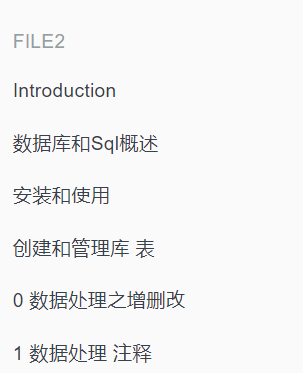 FILE2
Introduction
数据库和Sql概述
安装和使用
创建和管理库 表
0 数据处理之增删改
1 数据处理 注释